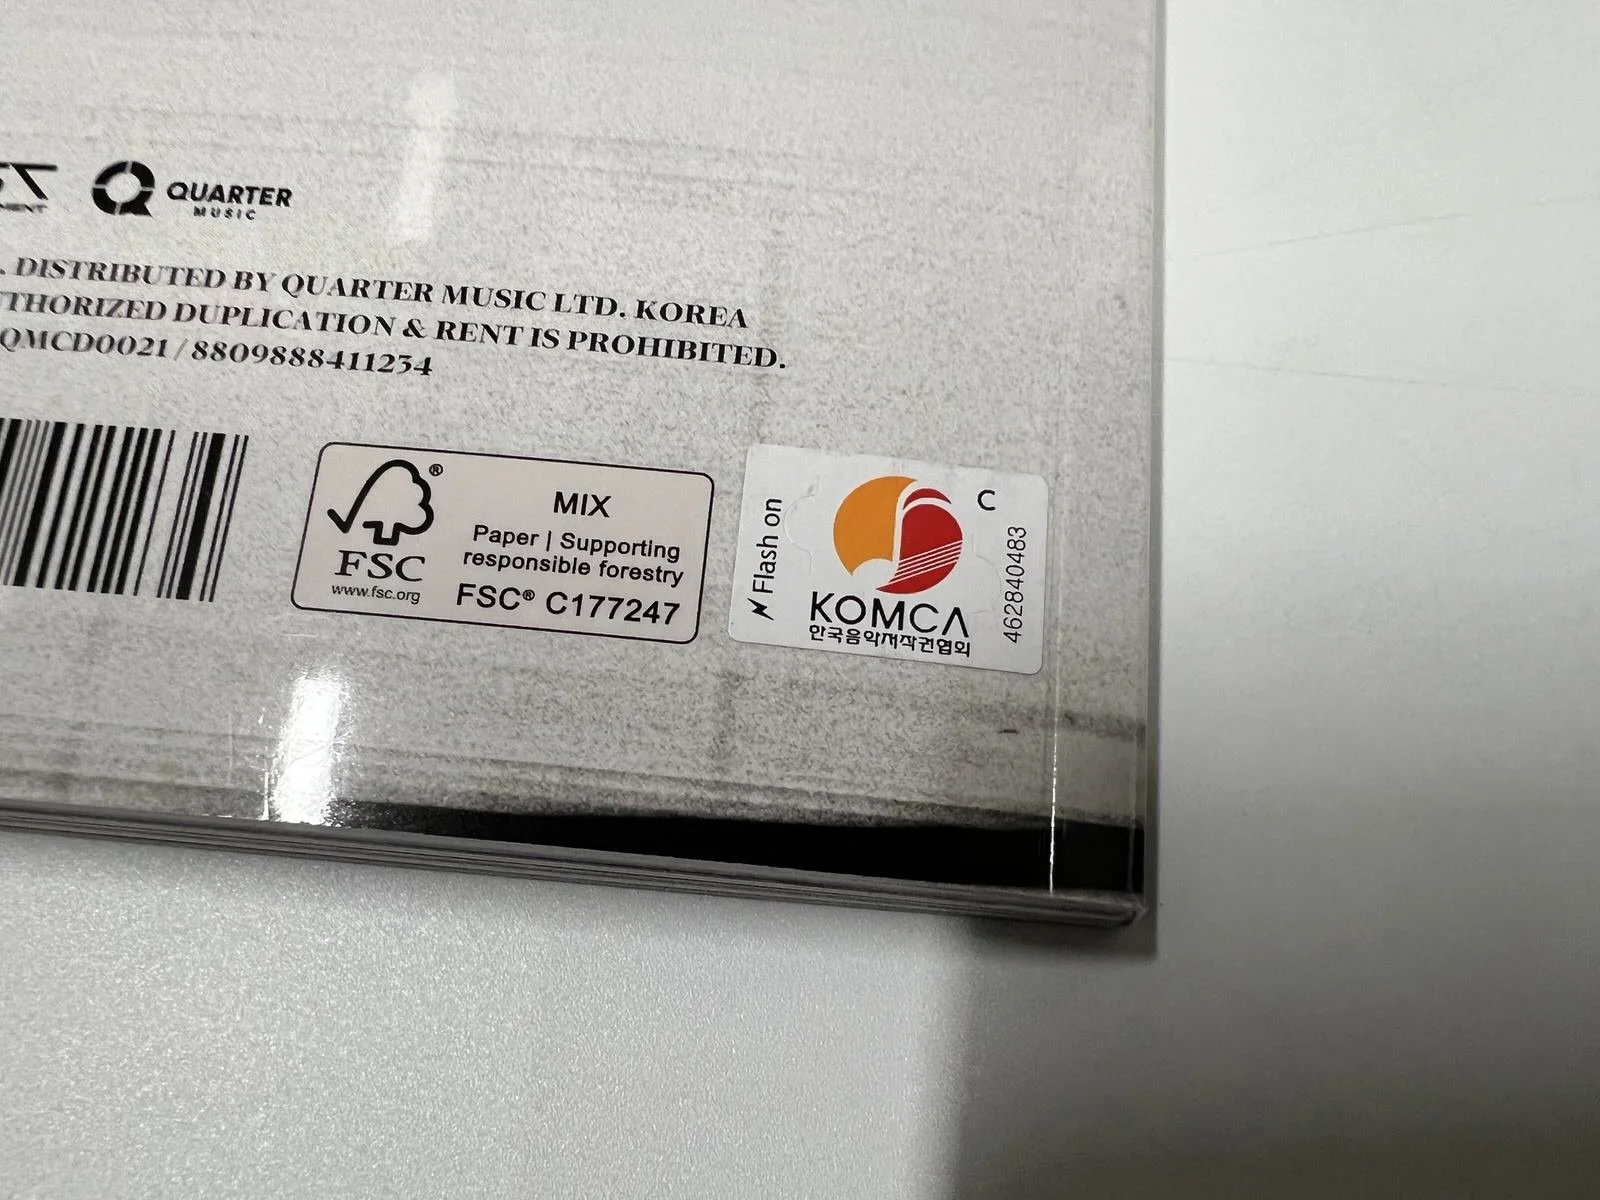 QUARTER
MUSIC
. DISTRIBUTED BY QUARTER MUSIC LTD. KOREA
THORIZED DUPLICATION & RENT IS PROHIBITED.
QMCD0021 / 8809888411234
®
FSC
www.fsc.org
MIX
Paper | Supporting
responsible forestry
FSC® C177247
Flash on
C
KOMCA
한국음악저작권협회
462840483